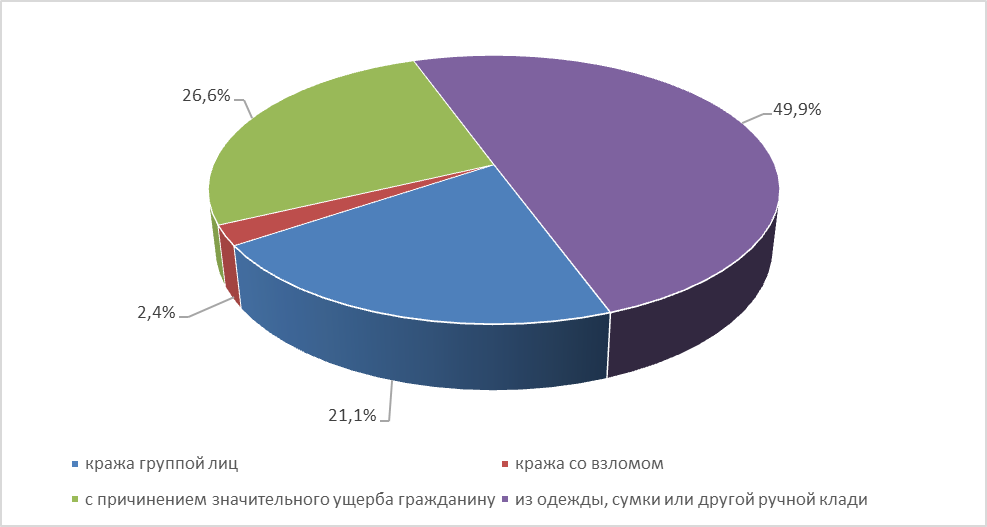 26,6%
49,9%
2,4%
21,1%
кража группой лиц
кража со взломом
с причинением значительного ущерба гражданину
из одежды, сумки или другой ручной клади